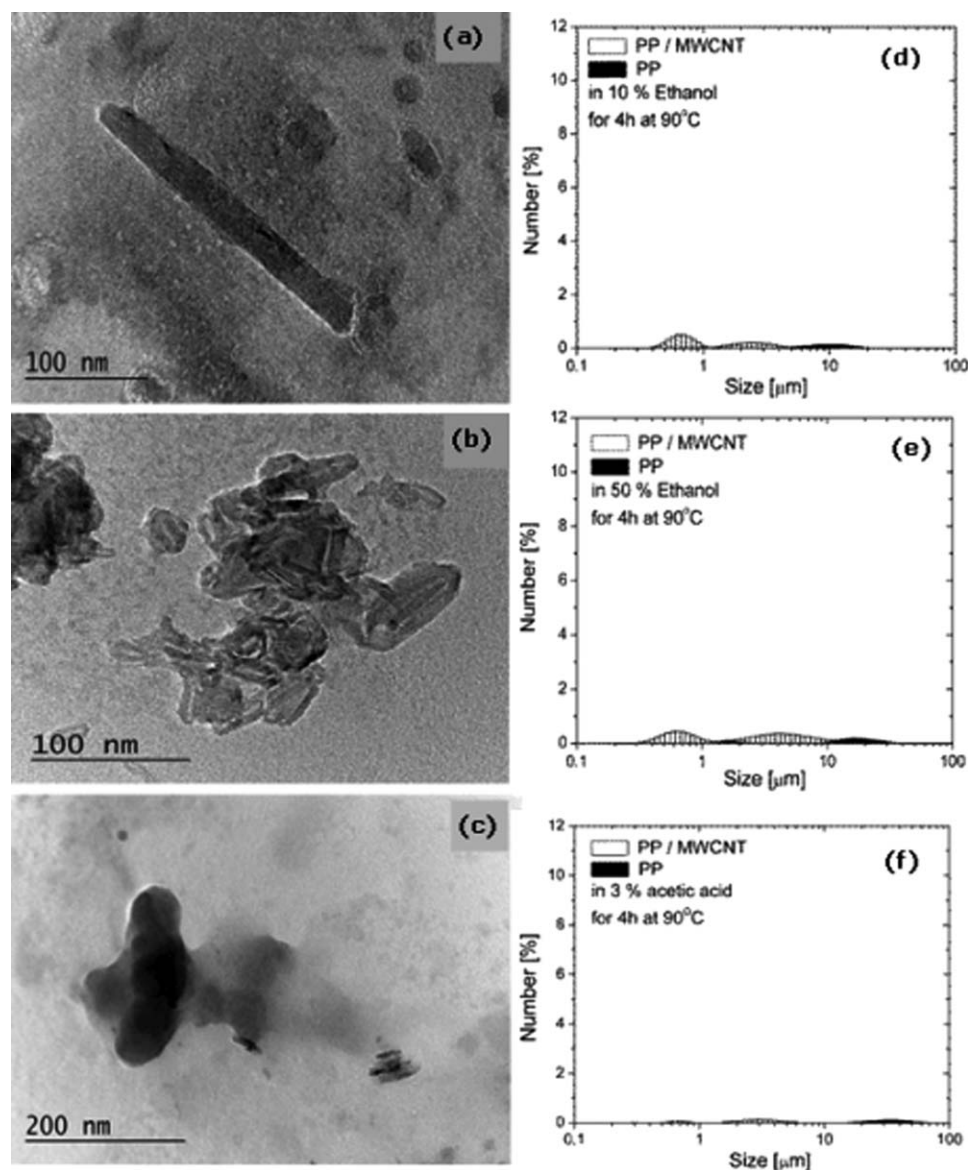 (a)
100 nm
(b)
100 nm
(c)
200 nm
12
10
8
6
4
2
0
Number [%]
PP / MWCNT
PP
in 10 % Ethanol
for 4h at 90°C
(d)
0.1
1
10
100
Size [μm]
12
10
8
6
4
2
0
Number [%]
PP / MWCNT
PP
in 50 % Ethanol
for 4h at 90°C
(e)
0.1
1
10
100
Size [μm]
12
10
8
6
4
2
0
Number [%]
PP / MWCNT
PP
in 3 % acetic acid
for 4h at 90°C
(f)
0.1
1
10
100
Size [μm]